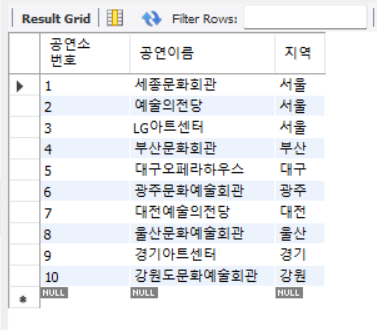 Result Grid Filter Rows:
공연소
번호 공연이름 지역
1 세종문화회관 서울
2 예술의전당 서울
3 LG아트센터 서울
4 부산문화회관 부산
5 대구오페라하우스 대구
6 광주문화예술회관 광주
7 대전예술의전당 대전
8 울산문화예술회관 울산
9 경기아트센터 경기
10 강원도문화예술회관 강원
NULL NULL NULL